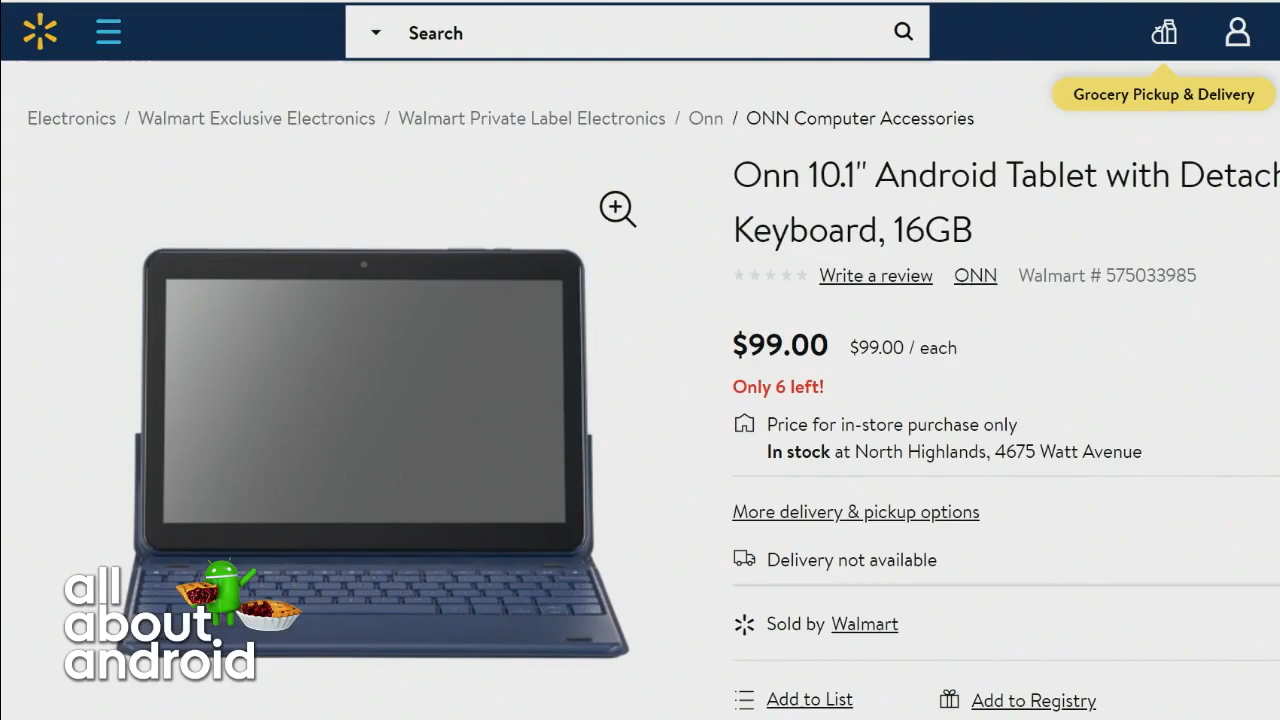 Search
Grocery Pickup & Delivery
Electronics / Walmart Exclusive Electronics / Walmart Private Label Electronics / Onn / ONN Computer Accessories
Onn 10.1" Android Tablet with Detach
Keyboard, 16GB
Write a review ONN Walmart # 575033985
$99.00 $99.00 / each
Only 6 left!
Price for in-store purchase only
In stock at North Highlands, 4675 Watt Avenue
More delivery & pickup options
Delivery not available
Sold by Walmart
Add to List Add to Registry
all
about
android